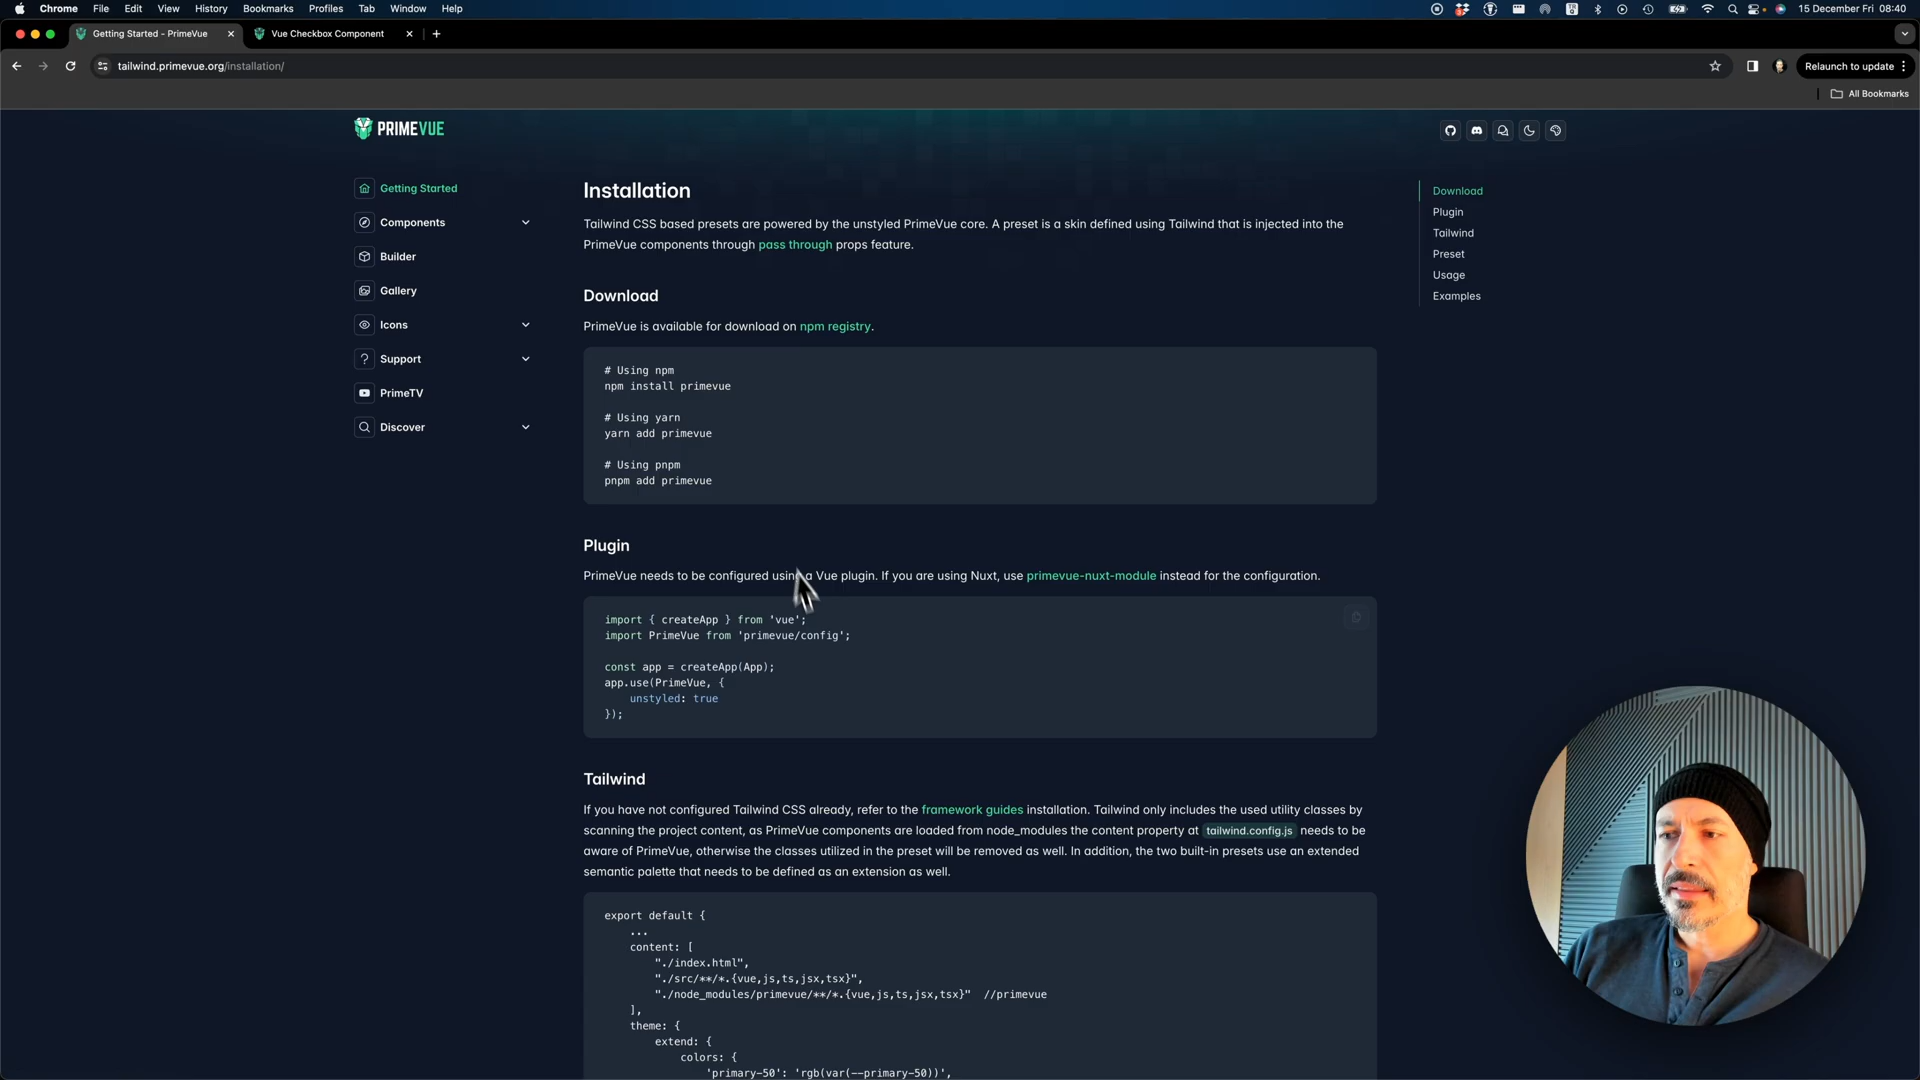 Chrome File Edit View History Bookmarks Profiles Tab Window Help
15 December Fri 08:40
Getting Started - PrimeVue
Vue Checkbox Component
tailwind.primevue.org/installation/
Relaunch to update
All Bookmarks
PRIMEVUE
Getting Started
Components
Builder
Gallery
Icons
Support
PrimeTV
Discover
Installation
Tailwind CSS based presets are powered by the unstyled PrimeVue core. A preset is a skin defined using Tailwind that is injected into the
PrimeVue components through pass through props feature.
Download
PrimeVue is available for download on npm registry.
# Using npm
npm install primevue
# Using yarn
yarn add primevue
# Using pnpm
pnpm add primevue
Plugin
PrimeVue needs to be configured using a Vue plugin. If you are using Nuxt, use primevue-nuxt-module instead for the configuration.
import { createApp } from 'vue';
import PrimeVue from 'primevue/config';
const app = createApp(App);
app.use(PrimeVue, {
unstyled: true
});
Tailwind
If you have not configured Tailwind CSS already, refer to the framework guides installation. Tailwind only includes the used utility classes by
scanning the project content, as PrimeVue components are loaded from node_modules the content property at tailwind.config.js needs to be
aware of PrimeVue, otherwise the classes utilized in the preset will be removed as well. In addition, the two built-in presets use an extended
semantic palette that needs to be defined as an extension as well.
export default {
...
content: [
"./index.html",
"./src/**/*.{vue,js,ts,jsx,tsx}",
"./node_modules/primevue/**/*.{vue,js,ts,jsx,tsx}" //primevue
],
theme: {
extend: {
colors: {
'primary-50': 'rgb(var(--primary-50))',
Download
Plugin
Tailwind
Preset
Usage
Examples